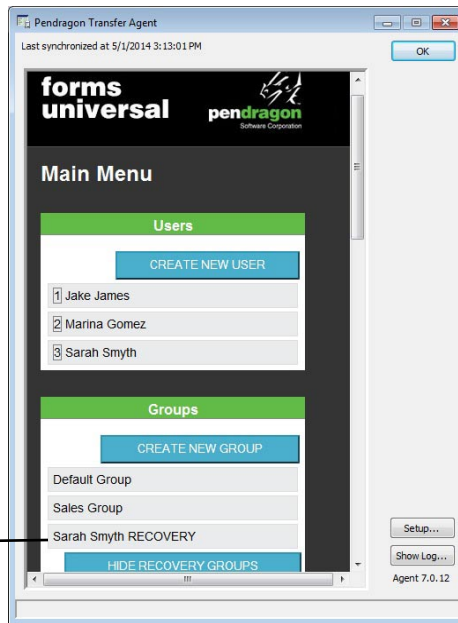 Pendragon Transfer Agent
Last synchronized at 5/1/2014 3:13:01 PM
OK
forms
universal
pendragon
Software Corporation
Main Menu
Users
CREATE NEW USER
1 Jake James
2 Marina Gomez
3 Sarah Smyth
Groups
CREATE NEW GROUP
Default Group
Sales Group
Sarah Smyth RECOVERY
HIDE RECOVERY GROUPS
Setup...
Show Log...
Agent 7.0.12